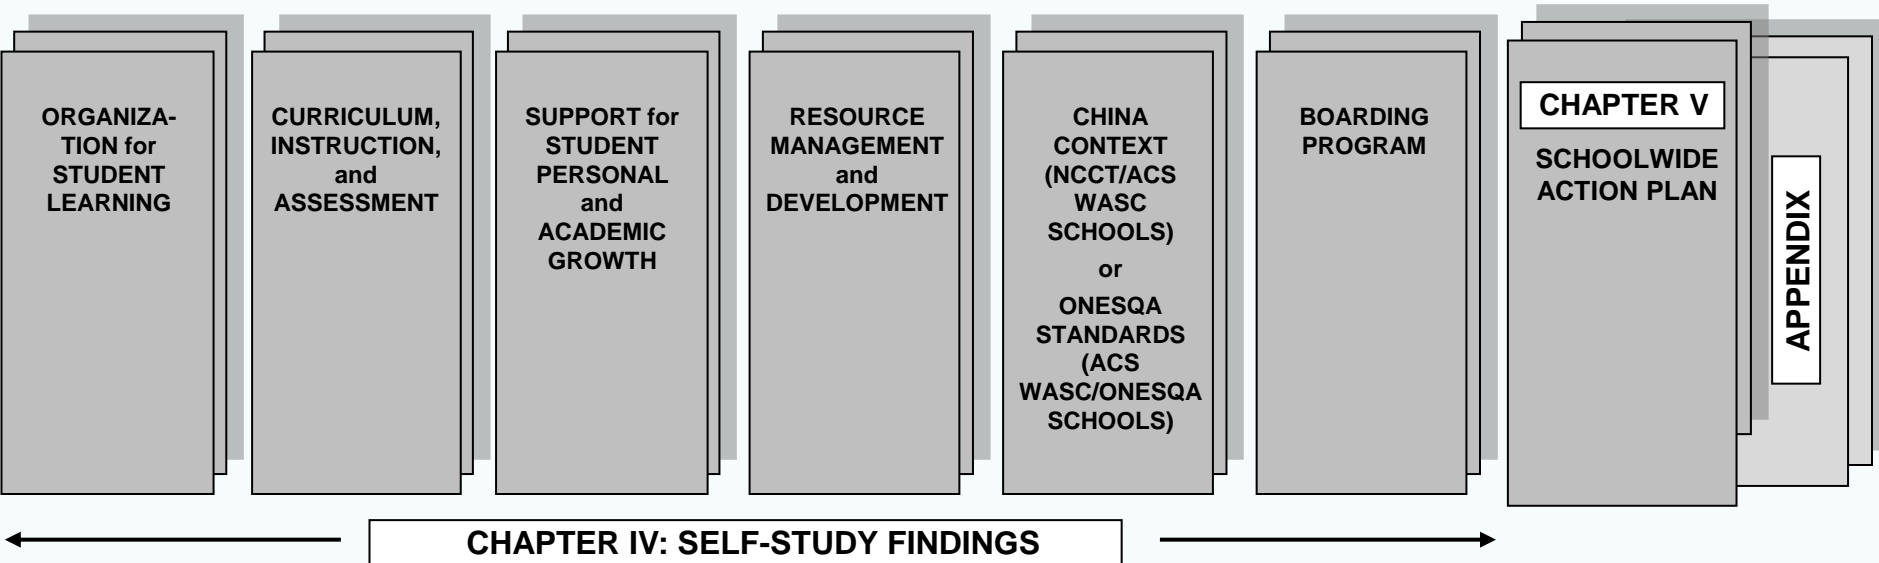 ORGANIZA-
TION for
STUDENT
LEARNING
CURRICULUM,
INSTRUCTION,
and
ASSESSMENT
SUPPORT for
STUDENT
PERSONAL
and
ACADEMIC
GROWTH
RESOURCE
MANAGEMENT
and
DEVELOPMENT
CHINA
CONTEXT
(NCCT/ACS
WASC
SCHOOLS)
or
ONESQA
STANDARDS
(ACS
WASC/ONESQA
SCHOOLS)
BOARDING
PROGRAM
CHAPTER V
SCHOOLWIDE
ACTION PLAN
APPENDIX
CHAPTER IV: SELF-STUDY FINDINGS